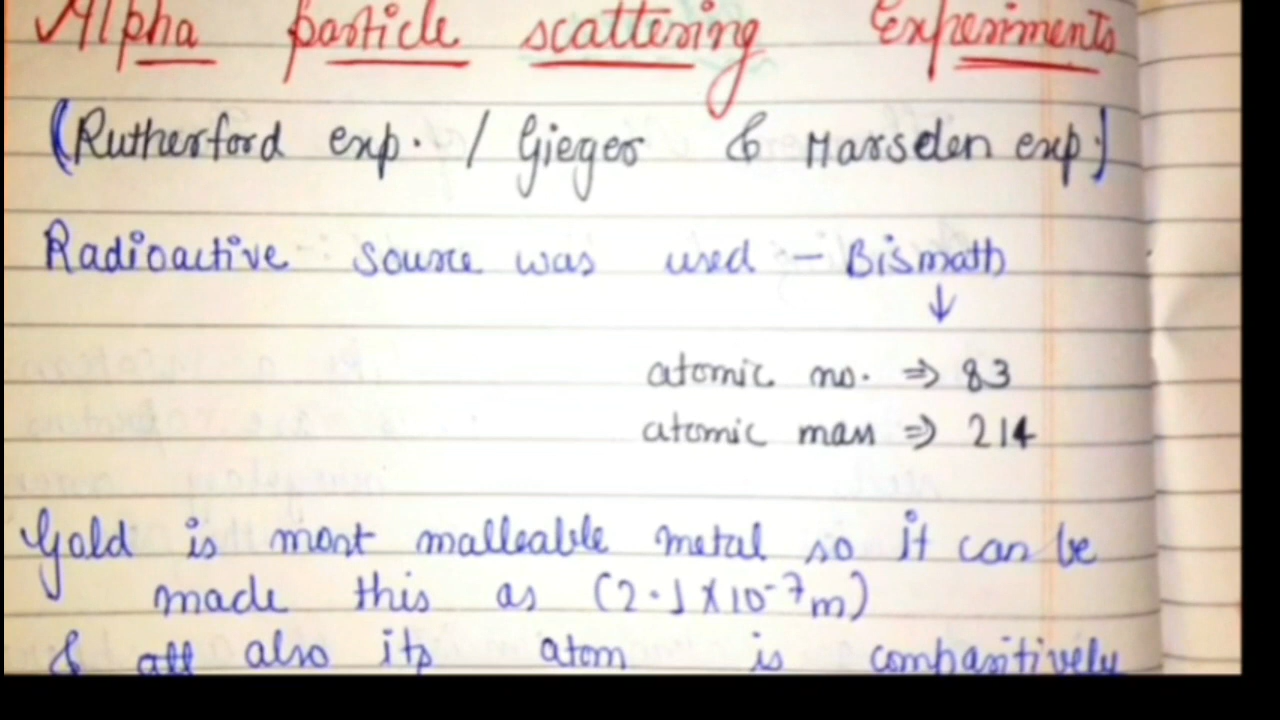 Alpha particle scattering Experiments
(Rutherford exp. / Gieger & Marsden exp.)
Radioactive source was used - Bismath
↓
atomic no. ⇒ 83
atomic mass ⇒ 214
Gold is most malleable metal so it can be
made this as (2.1 X 10⁻⁷m)
& also its atom is comparitively